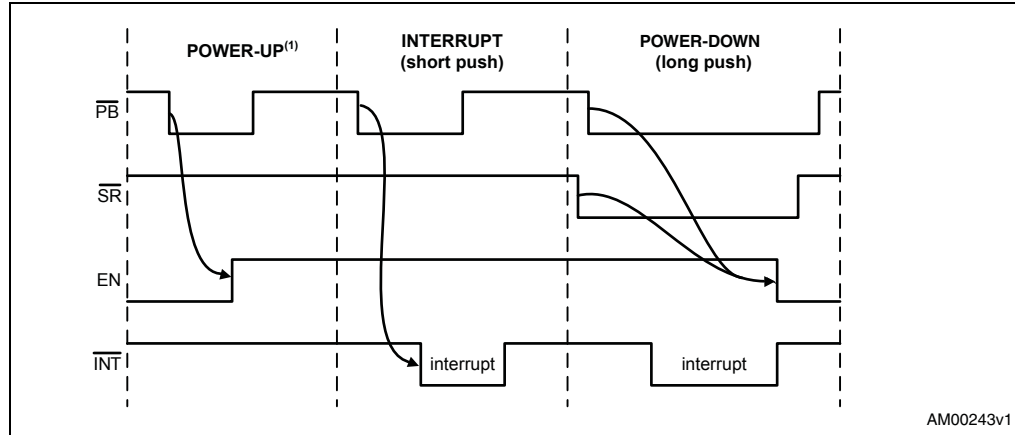 POWER-UP(1)
INTERRUPT
(short push)
POWER-DOWN
(long push)
PB
SR
EN
INT
interrupt
interrupt
AM00243v1